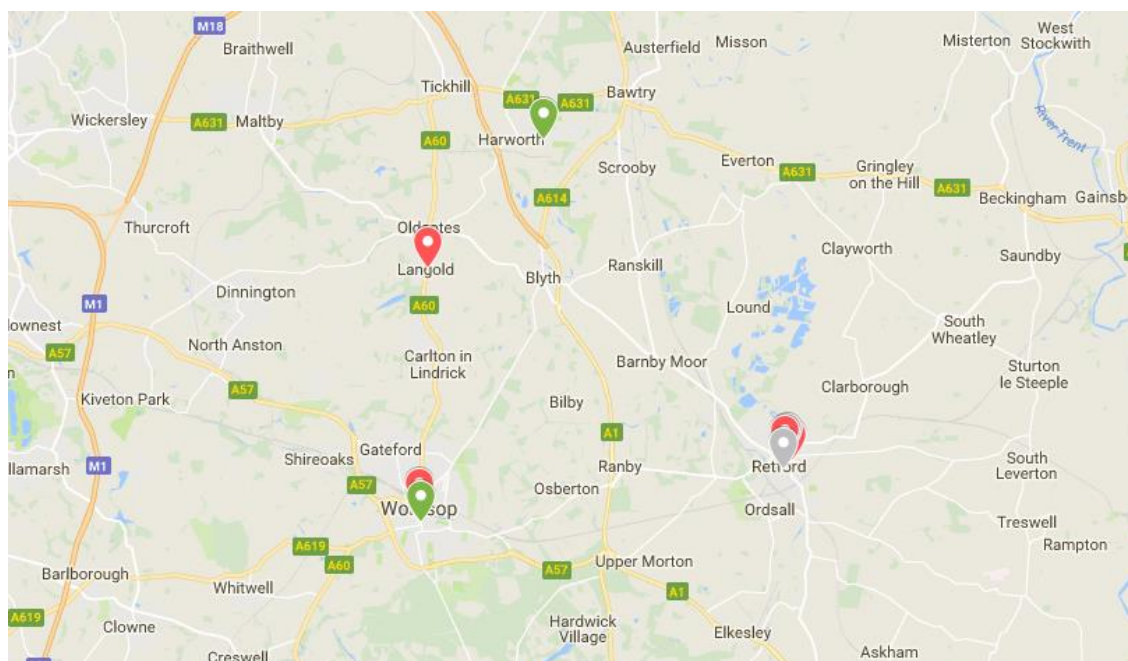 M18
Braithwell
Austerfield
Misson
Misterton
West
Stockwith
Tickhill
Bawtry
A631
A631
Wickersley
A631
Maltby
A60
Harworth
River Trent
Scrooby
Everton
A631
Gringley
on the Hill
A631
Beckingham
A614
Thurcroft
Langold
Ranskill
Clayworth
Saundby
Blyth
Dinnington
M1
A60
Lound
South
Wheatley
A57
North Anston
Carlton in
Lindrick
Barnby Moor
Sturton
le Steeple
Kiveton Park
A57
Bilby
Clarborough
A1
Gateford
Shireoaks
M1
A57
Ranby
Retford
South
Leverton
Osberton
Ordsall
Treswell
A619
A60
Rampton
Barlborough
Whitwell
A57
Upper Morton
A1
A619
Clowne
Hardwick
Village
Elkesley
Creswell
Askham